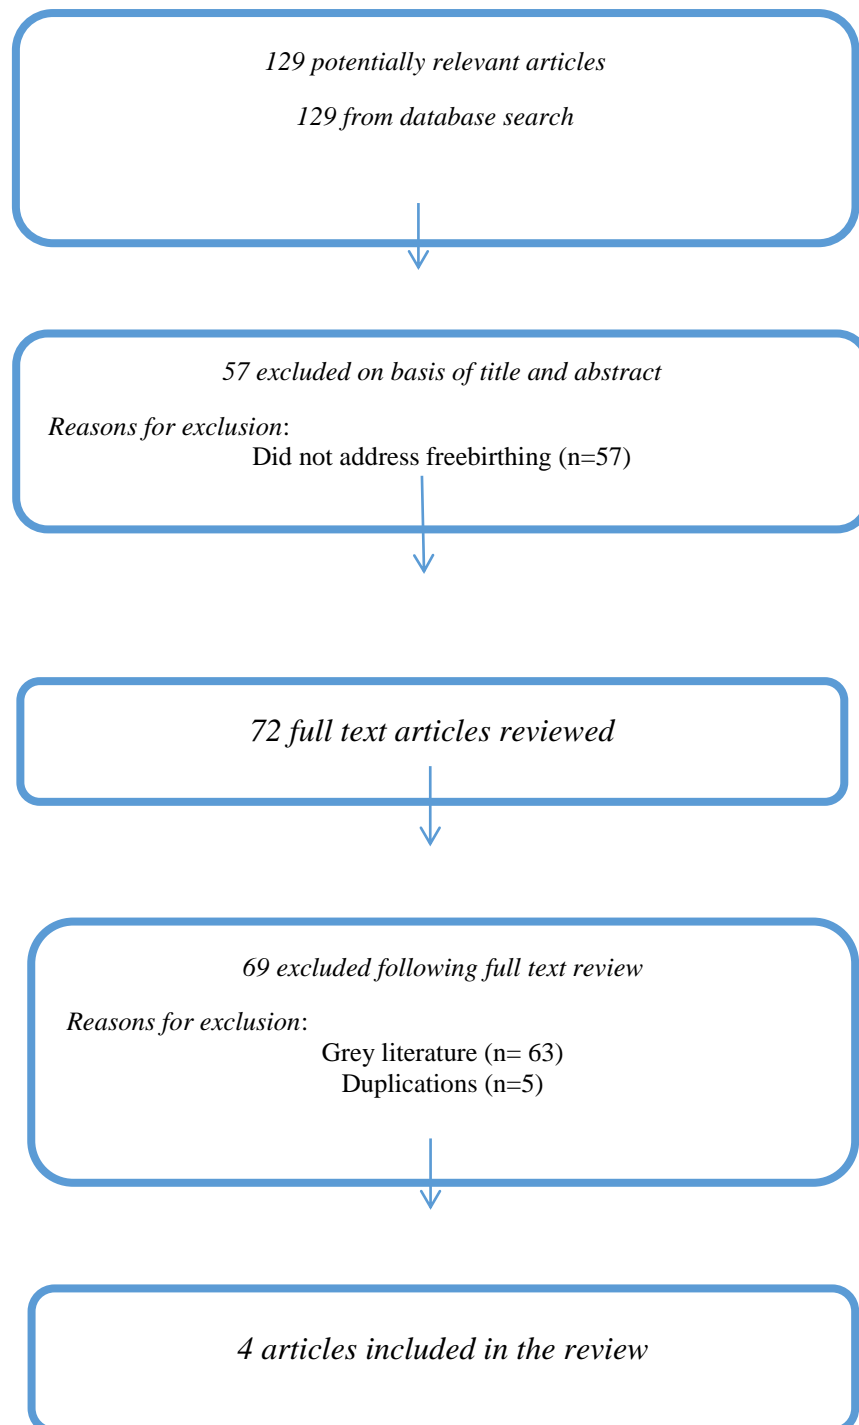 129 potentially relevant articles
129 from database search
57 excluded on basis of title and abstract
Reasons for exclusion:
Did not address freebirthing (n=57)
72 full text articles reviewed
69 excluded following full text review
Reasons for exclusion:
Grey literature (n= 63)
Duplications (n=5)
4 articles included in the review